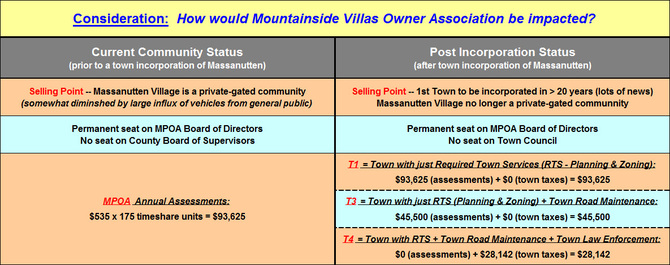 Consideration: How would Mountainside Villas Owner Association be impacted?
Current Community Status
(prior to a town incorporation of Massanutten)
Post Incorporation Status
(after town incorporation of Massanutten)
Selling Point -- Massanutten Village is a private-gated community
(somewhat diminshed by large influx of vehicles from general public)
Selling Point -- 1st Town to be incorporated in > 20 years (lots of news)
Massanutten Village no longer a private-gated communnity
Permanent seat on MPOA Board of Directors
No seat on County Board of Supervisors
Permanent seat on MPOA Board of Directors
No seat on Town Council
MPOA Annual Assessments:
$535 x 175 timeshare units = $93,625
T1 = Town with just Required Town Services (RTS - Planning & Zoning):
$93,625 (assessments) + $0 (town taxes) = $93,625
T3 = Town with just RTS (Planning & Zoning) + Town Road Maintenance:
$45,500 (assessments) + $0 (town taxes) = $45,500
T4 = Town with RTS + Town Road Maintenance + Town Law Enforcement:
$0 (assessments) + $28,142 (town taxes) = $28,142